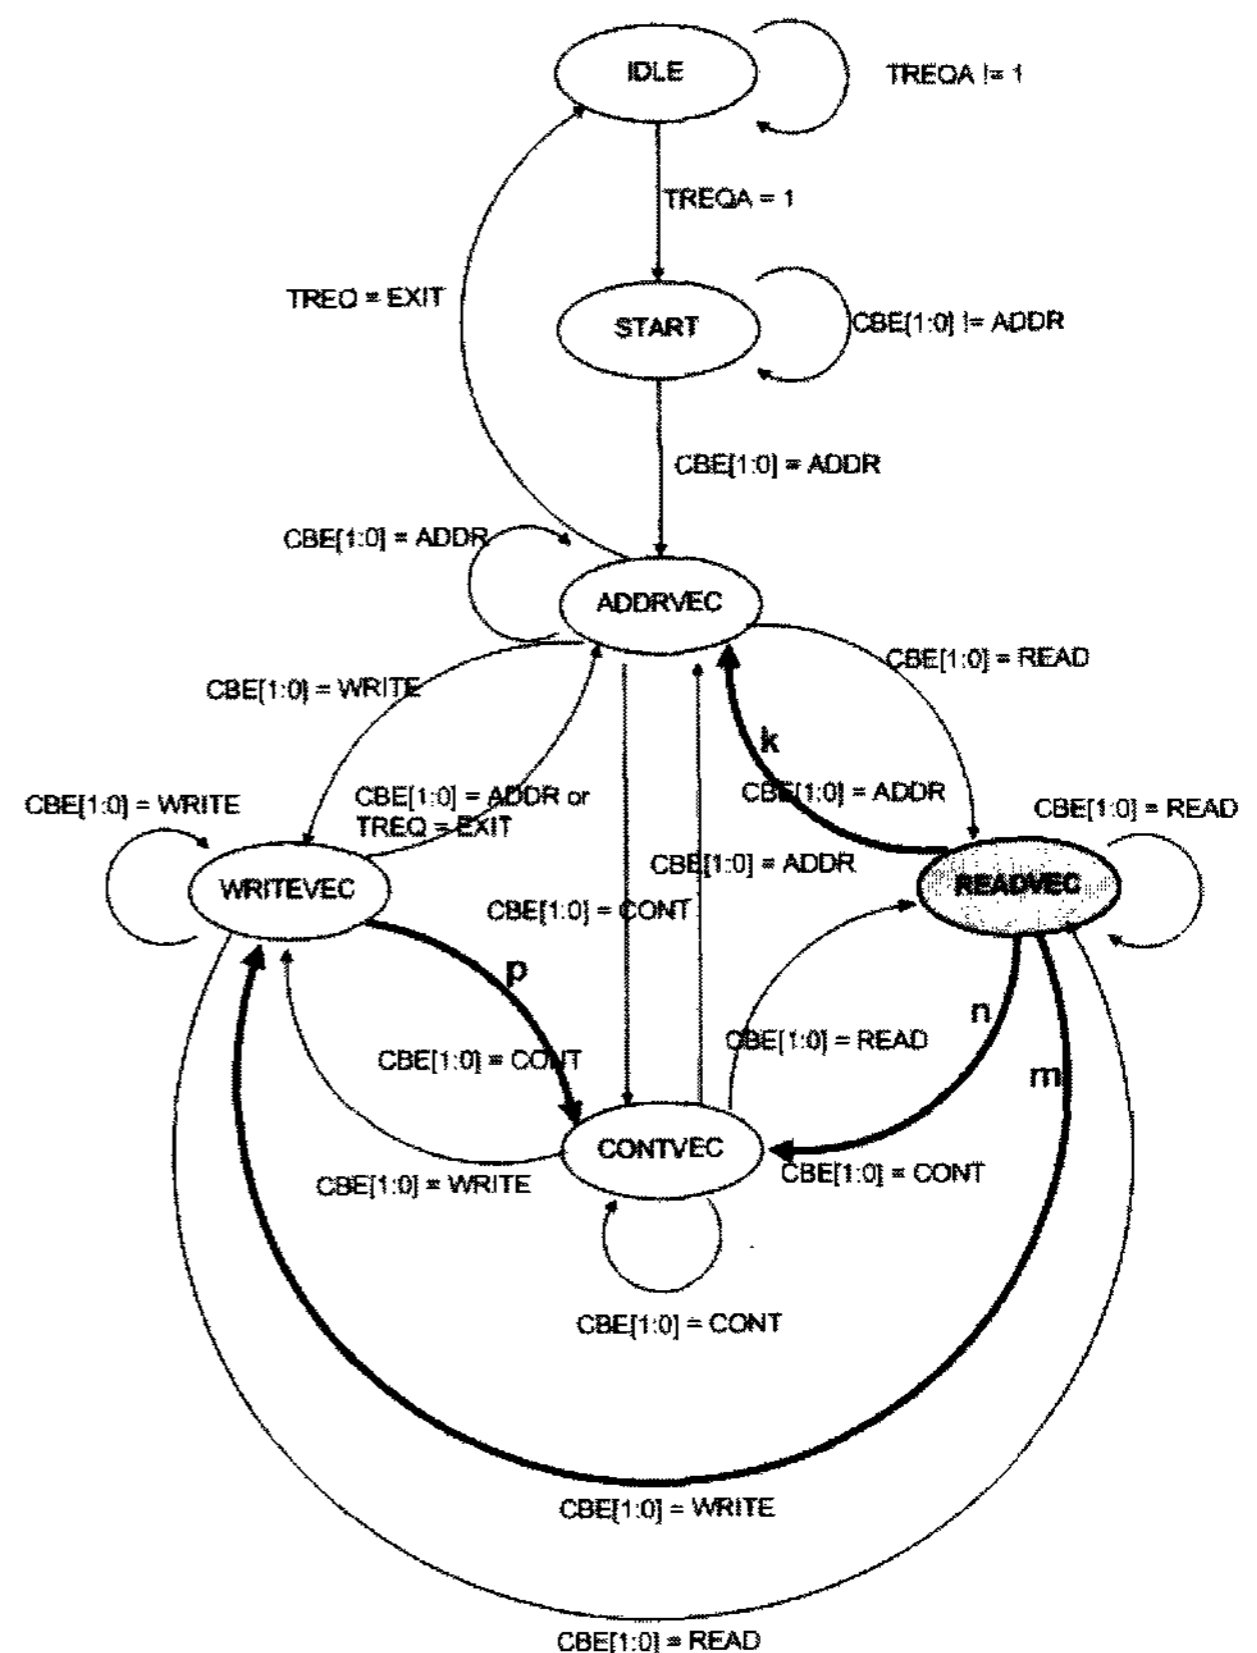 IDLE
TREQA != 1
TREQA = 1
TREQ = EXIT
START
CBE[1:0] != ADDR
CBE[1:0] = ADDR
CBE[1:0] = ADDR
ADDRVEC
CBE[1:0] = READ
CBE[1:0] = WRITE
k
CBE[1:0] = ADDR
CBE[1:0] = ADDR or
TREQ = EXIT
CBE[1:0] = WRITE
CBE[1:0] = READ
CBE[1:0] = ADDR
WRITEVEC
READVEC
CBE[1:0] = CONT
p
n
CBE[1:0] = READ
CBE[1:0] = CONT
m
CONTVEC
CBE[1:0] = WRITE
CBE[1:0] = CONT
CBE[1:0] = CONT
CBE[1:0] = WRITE
CBE[1:0] = READ